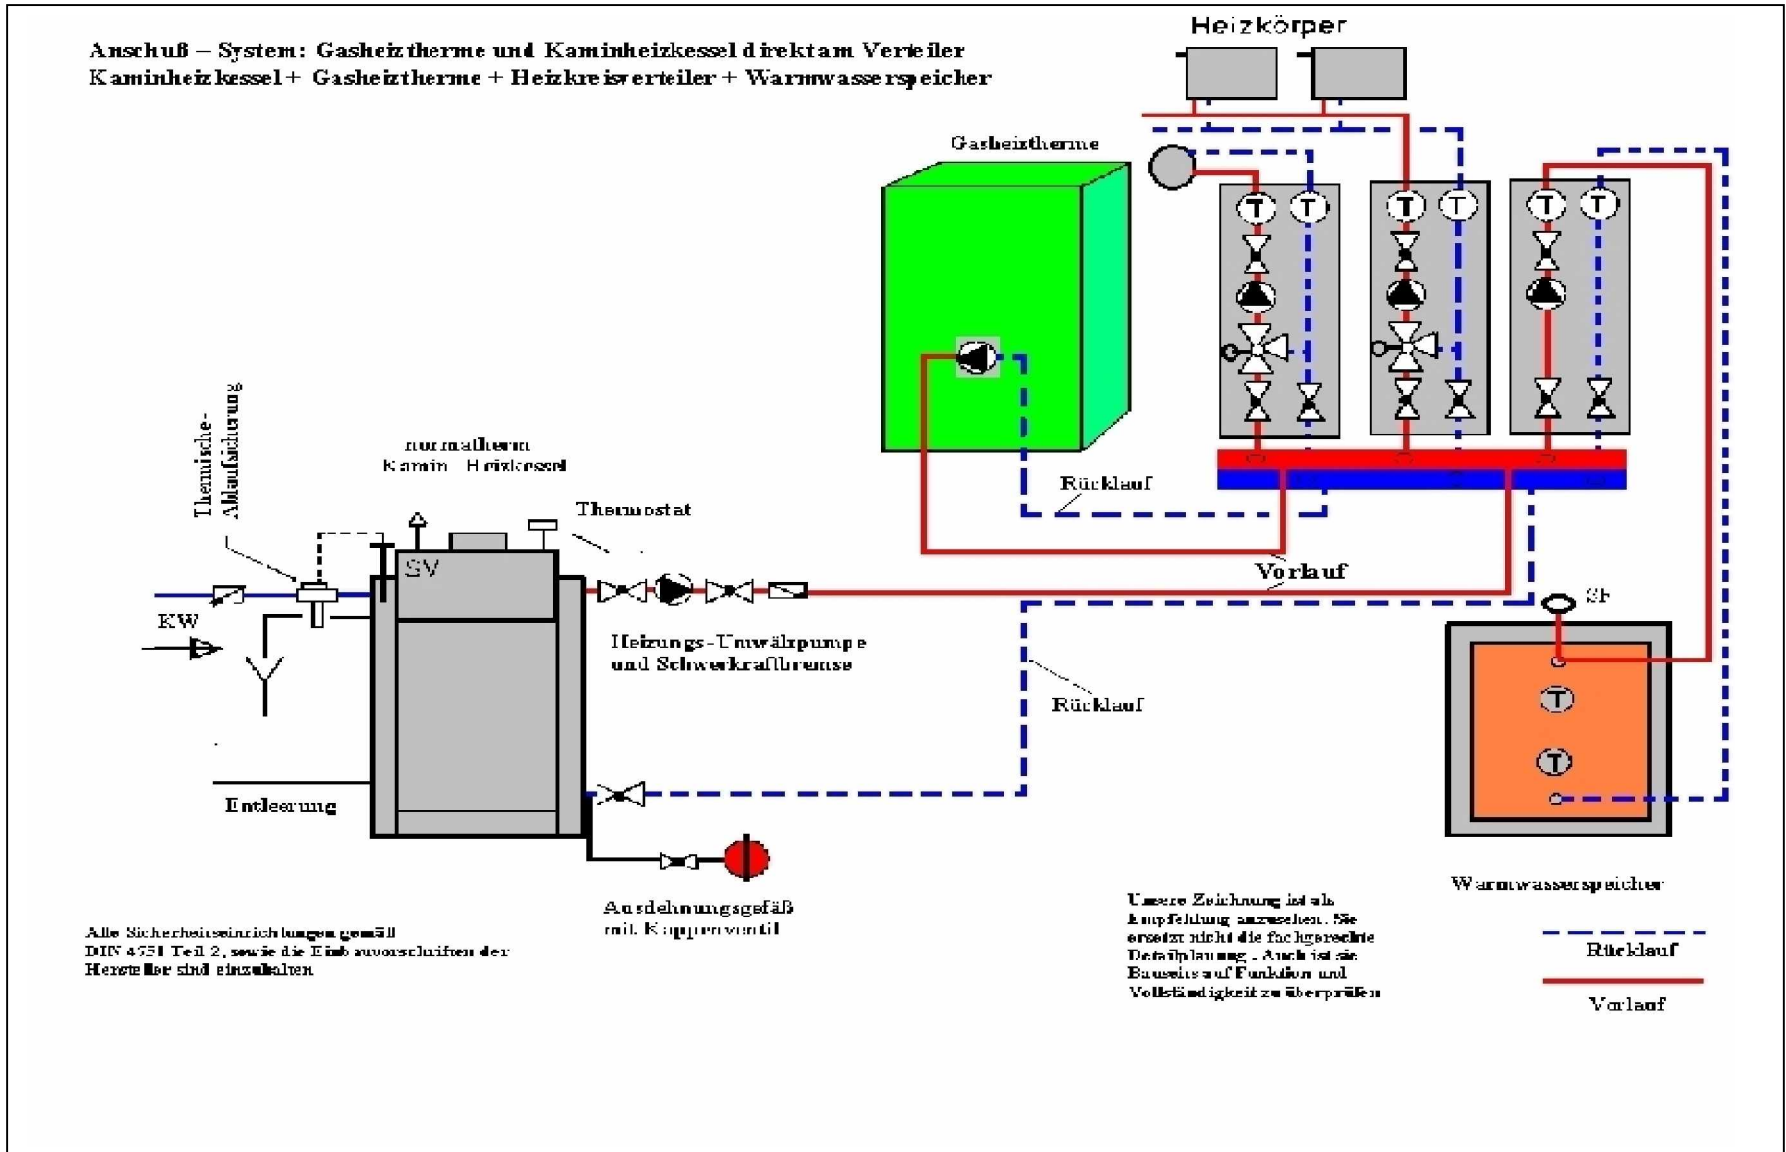 Heizkörper
Anschuß – System: Gasheiztherme und Kaminheizkessel direkt am Verteiler
Kaminheizkessel + Gasheiztherme + Heizkreisverteiler + Warmwasserspeicher
Gasheiztherme
T T T T T T
Thermische-
Ablaufsicherung
normatherm
Kamin - Heizkessel
Rücklauf
Thermostat
SV
Vorlauf
KW
SF
Heizungs-Umwälzpumpe
und Schwerkraftbremse
Rücklauf
T
T
Entleerung
Ausdehnungsgefäß
mit Kappenventil
Warmwasserspeicher
Alle Sicherheitseinrichtungen gemäß
DIN 4751 Teil 2, sowie die Einbauvorschriften der
Hersteller sind einzuhalten
Unsere Zeichnung ist als
Empfehlung anzusehen. Sie
ersetzt nicht die fachgerechte
Detailplanung . Auch ist sie
Bauseits auf Funktion und
Vollständigkeit zu überprüfen
Rücklauf
Vorlauf